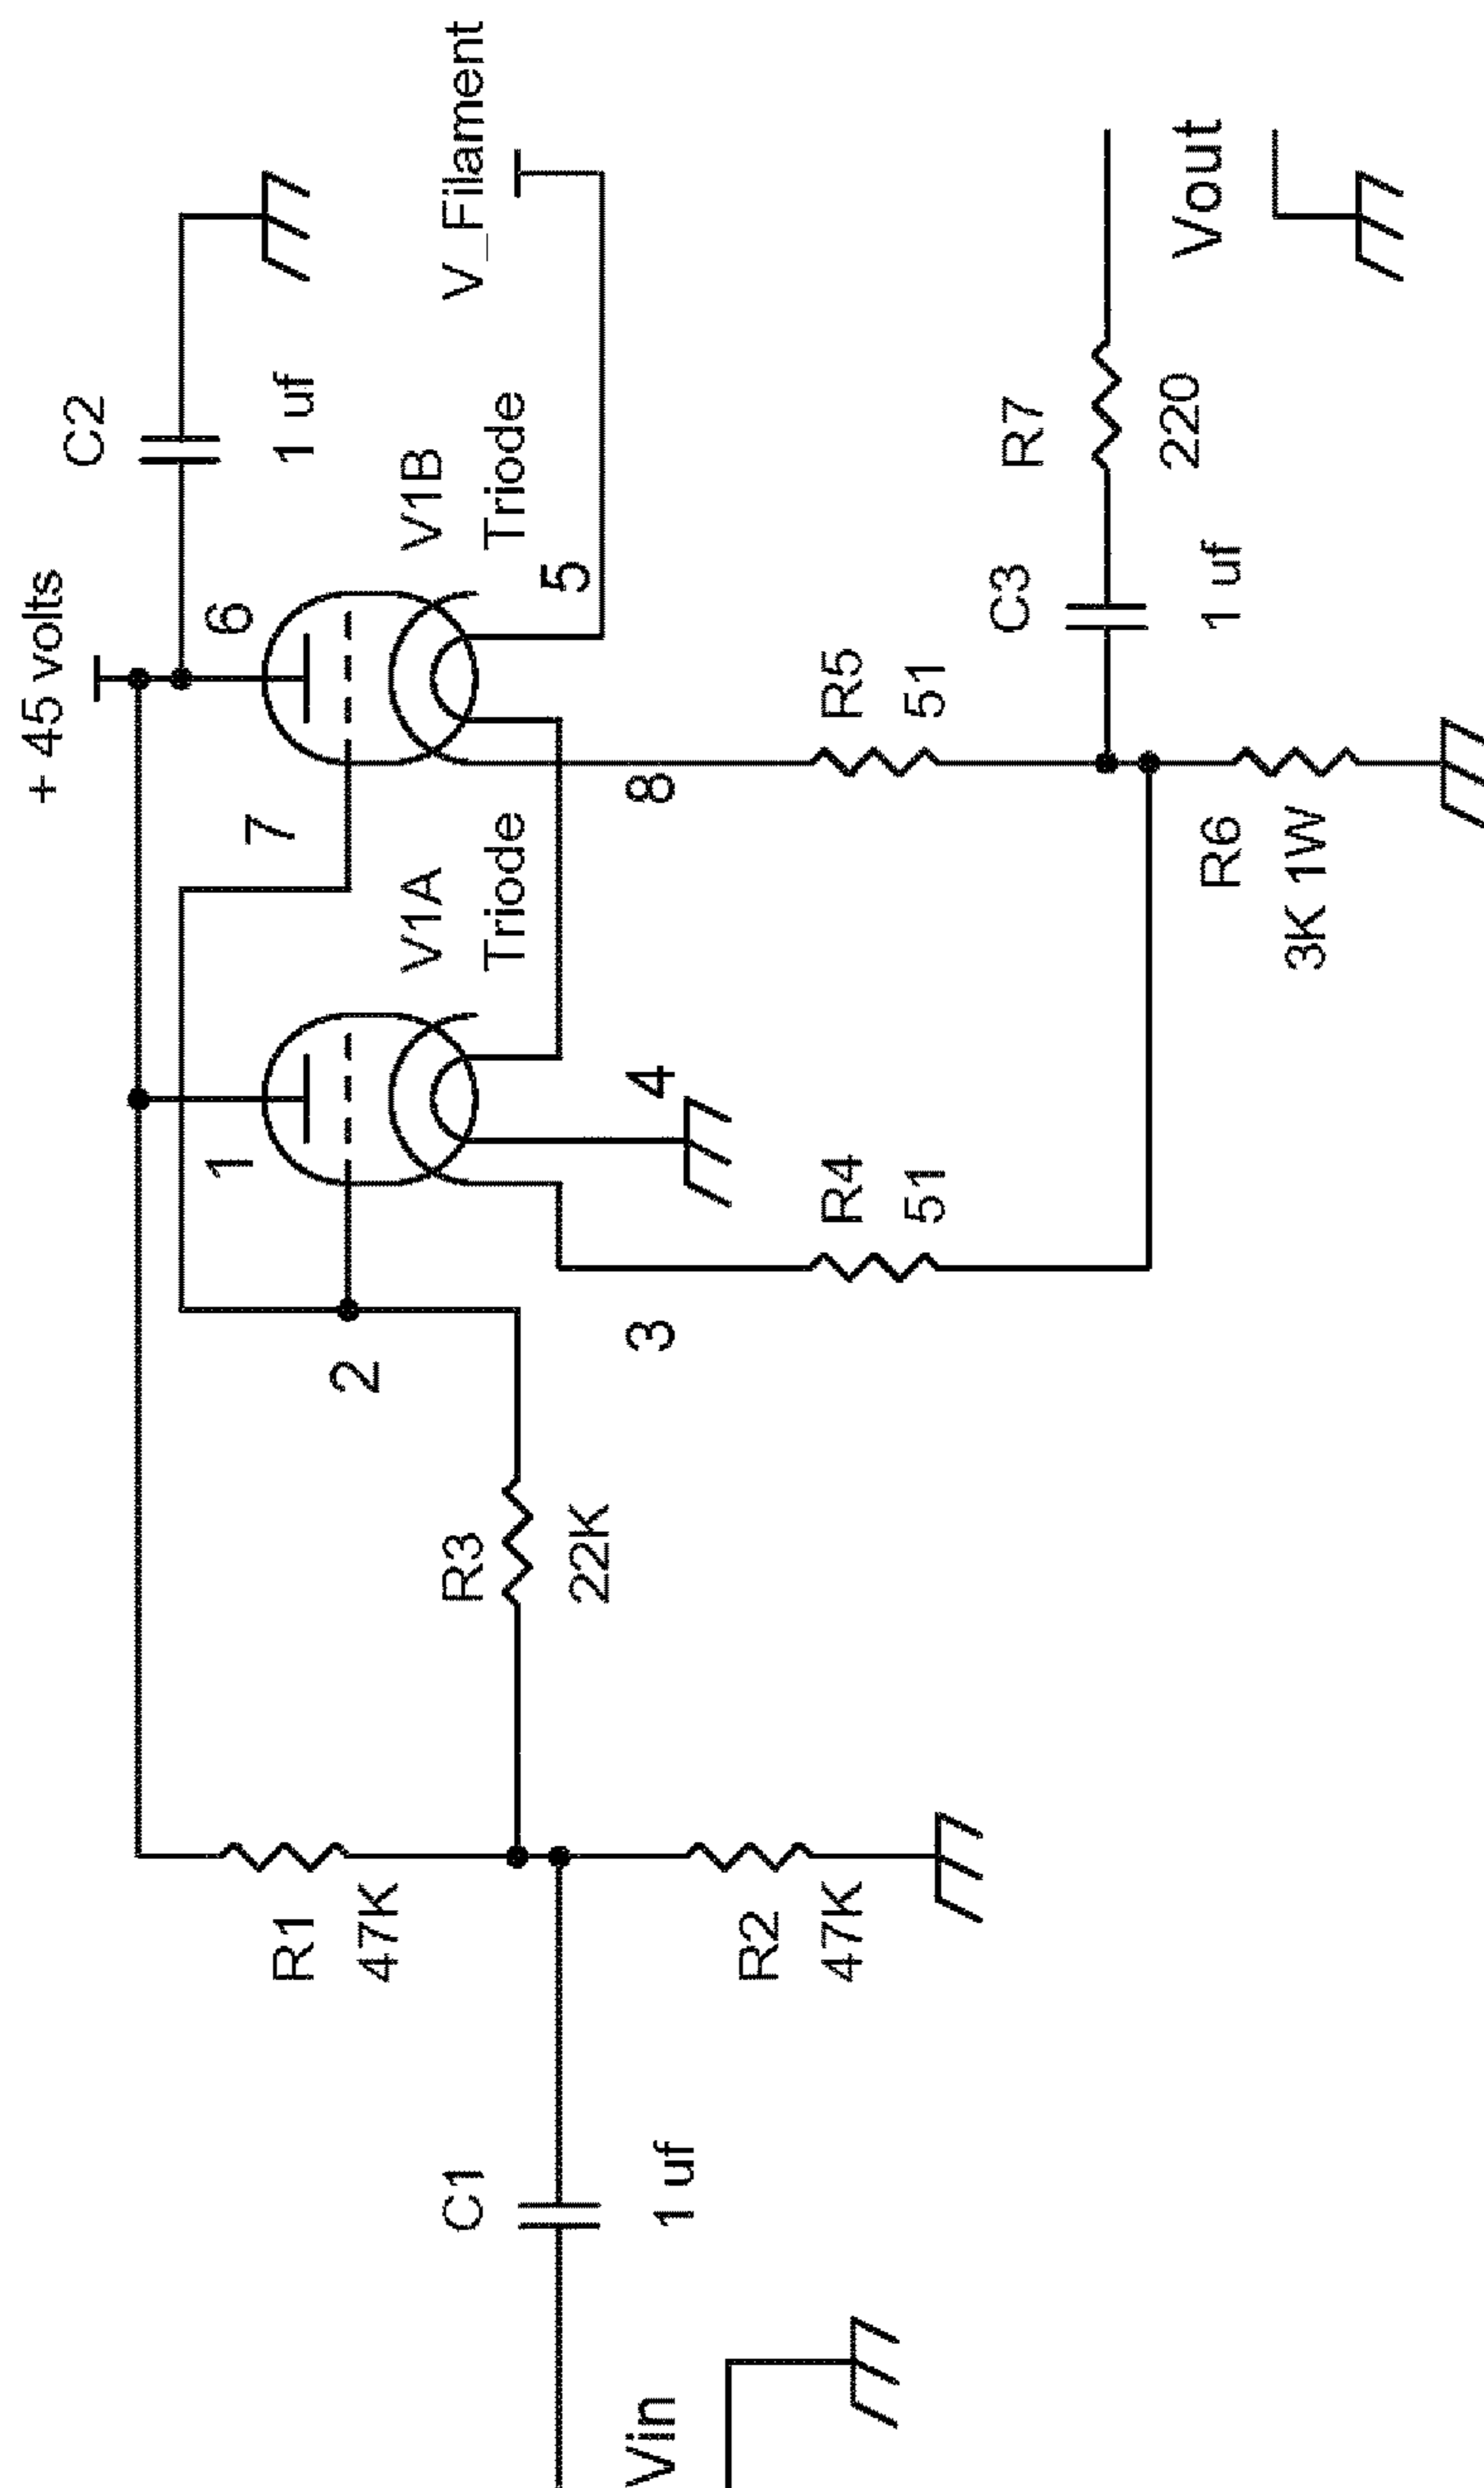 + 45 volts
C2
1 uf
6
V1B
Triode
V_Filament
5
7
1
V1A
Triode
2
4
8
3
R3
22K
R1
47K
R2
47K
R4
51
R5
51
C3
1 uf
R7
220
Vout
R6
3K 1W
C1
1 uf
Vin